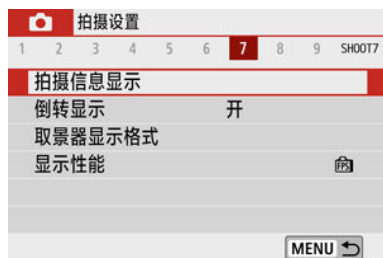 拍摄设置
1 2 3 4 5 6 7 8 9 SHOOT7
拍摄信息显示
倒转显示 开
取景器显示格式
显示性能 FPS
MENU